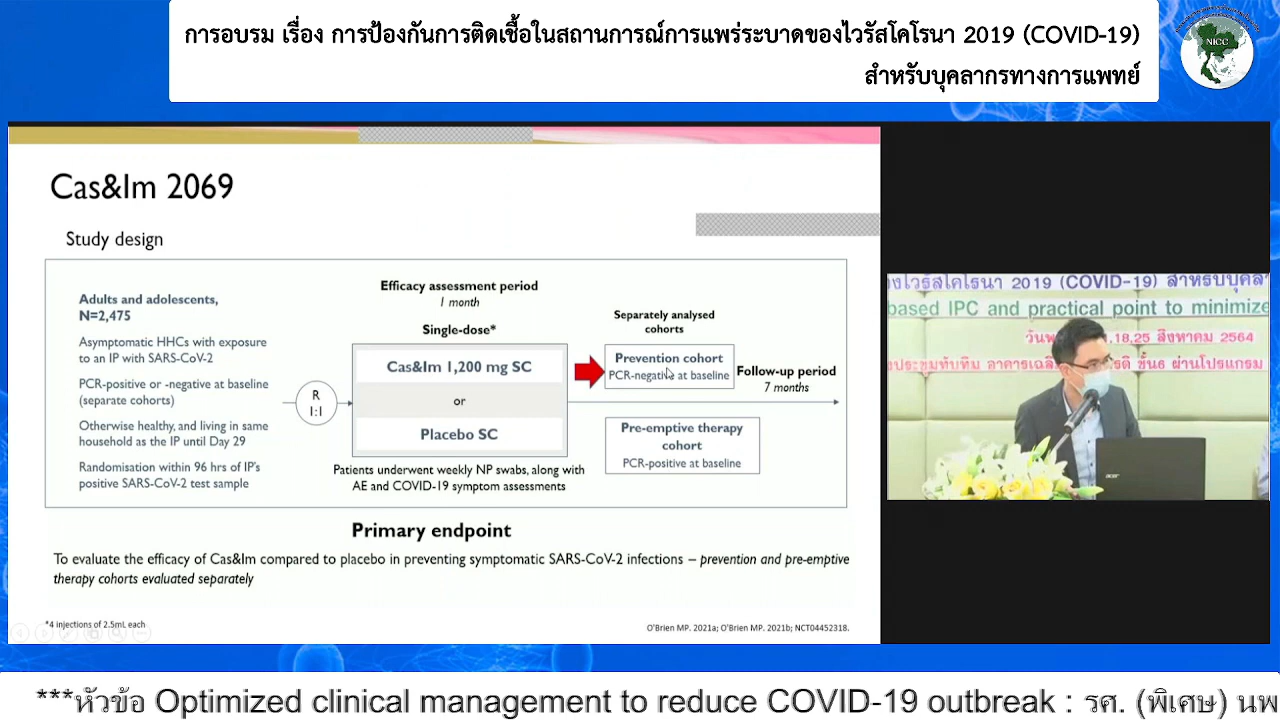 การอบรม เรื่อง การป้องกันการติดเชื้อในสถานการณ์การแพร่ระบาดของไวรัสโคโรนา 2019 (COVID-19)
สำหรับบุคลากรทางการแพทย์
NICC
Cas&Im 2069
Study design
Adults and adolescents,
N=2,475
Asymptomatic HHCs with exposure
to an IP with SARS-CoV-2
PCR-positive or -negative at baseline
(separate cohorts)
Otherwise healthy, and living in same
household as the IP until Day 29
Randomisation within 96 hrs of IP's
positive SARS-CoV-2 test sample
R
1:1
Efficacy assessment period
1 month
Single-dose*
Cas&Im 1,200 mg SC
or
Placebo SC
Patients underwent weekly NP swabs, along with
AE and COVID-19 symptom assessments
Separately analysed
cohorts
Prevention cohort
PCR-negative at baseline
Follow-up period
7 months
Pre-emptive therapy
cohort
PCR-positive at baseline
Primary endpoint
To evaluate the efficacy of Cas&Im compared to placebo in preventing symptomatic SARS-CoV-2 infections – prevention and pre-emptive
therapy cohorts evaluated separately
*4 injections of 2.5mL each
O'Brien MP. 2021a; O'Brien MP. 2021b; NCT04452318.
องไวรัสโคโรนา 2019 (COVID-19) สำหรับบุคล
based IPC and practical point to minimize
วันพ 1,18,25 สิงหาคม 2564
ประชุมทับทิม อาคารเฉลิ รติ ชั้น6 ผ่านโปรแกรม
acer
***หัวข้อ Optimized clinical management to reduce COVID-19 outbreak : รศ. (พิเศษ) นพ